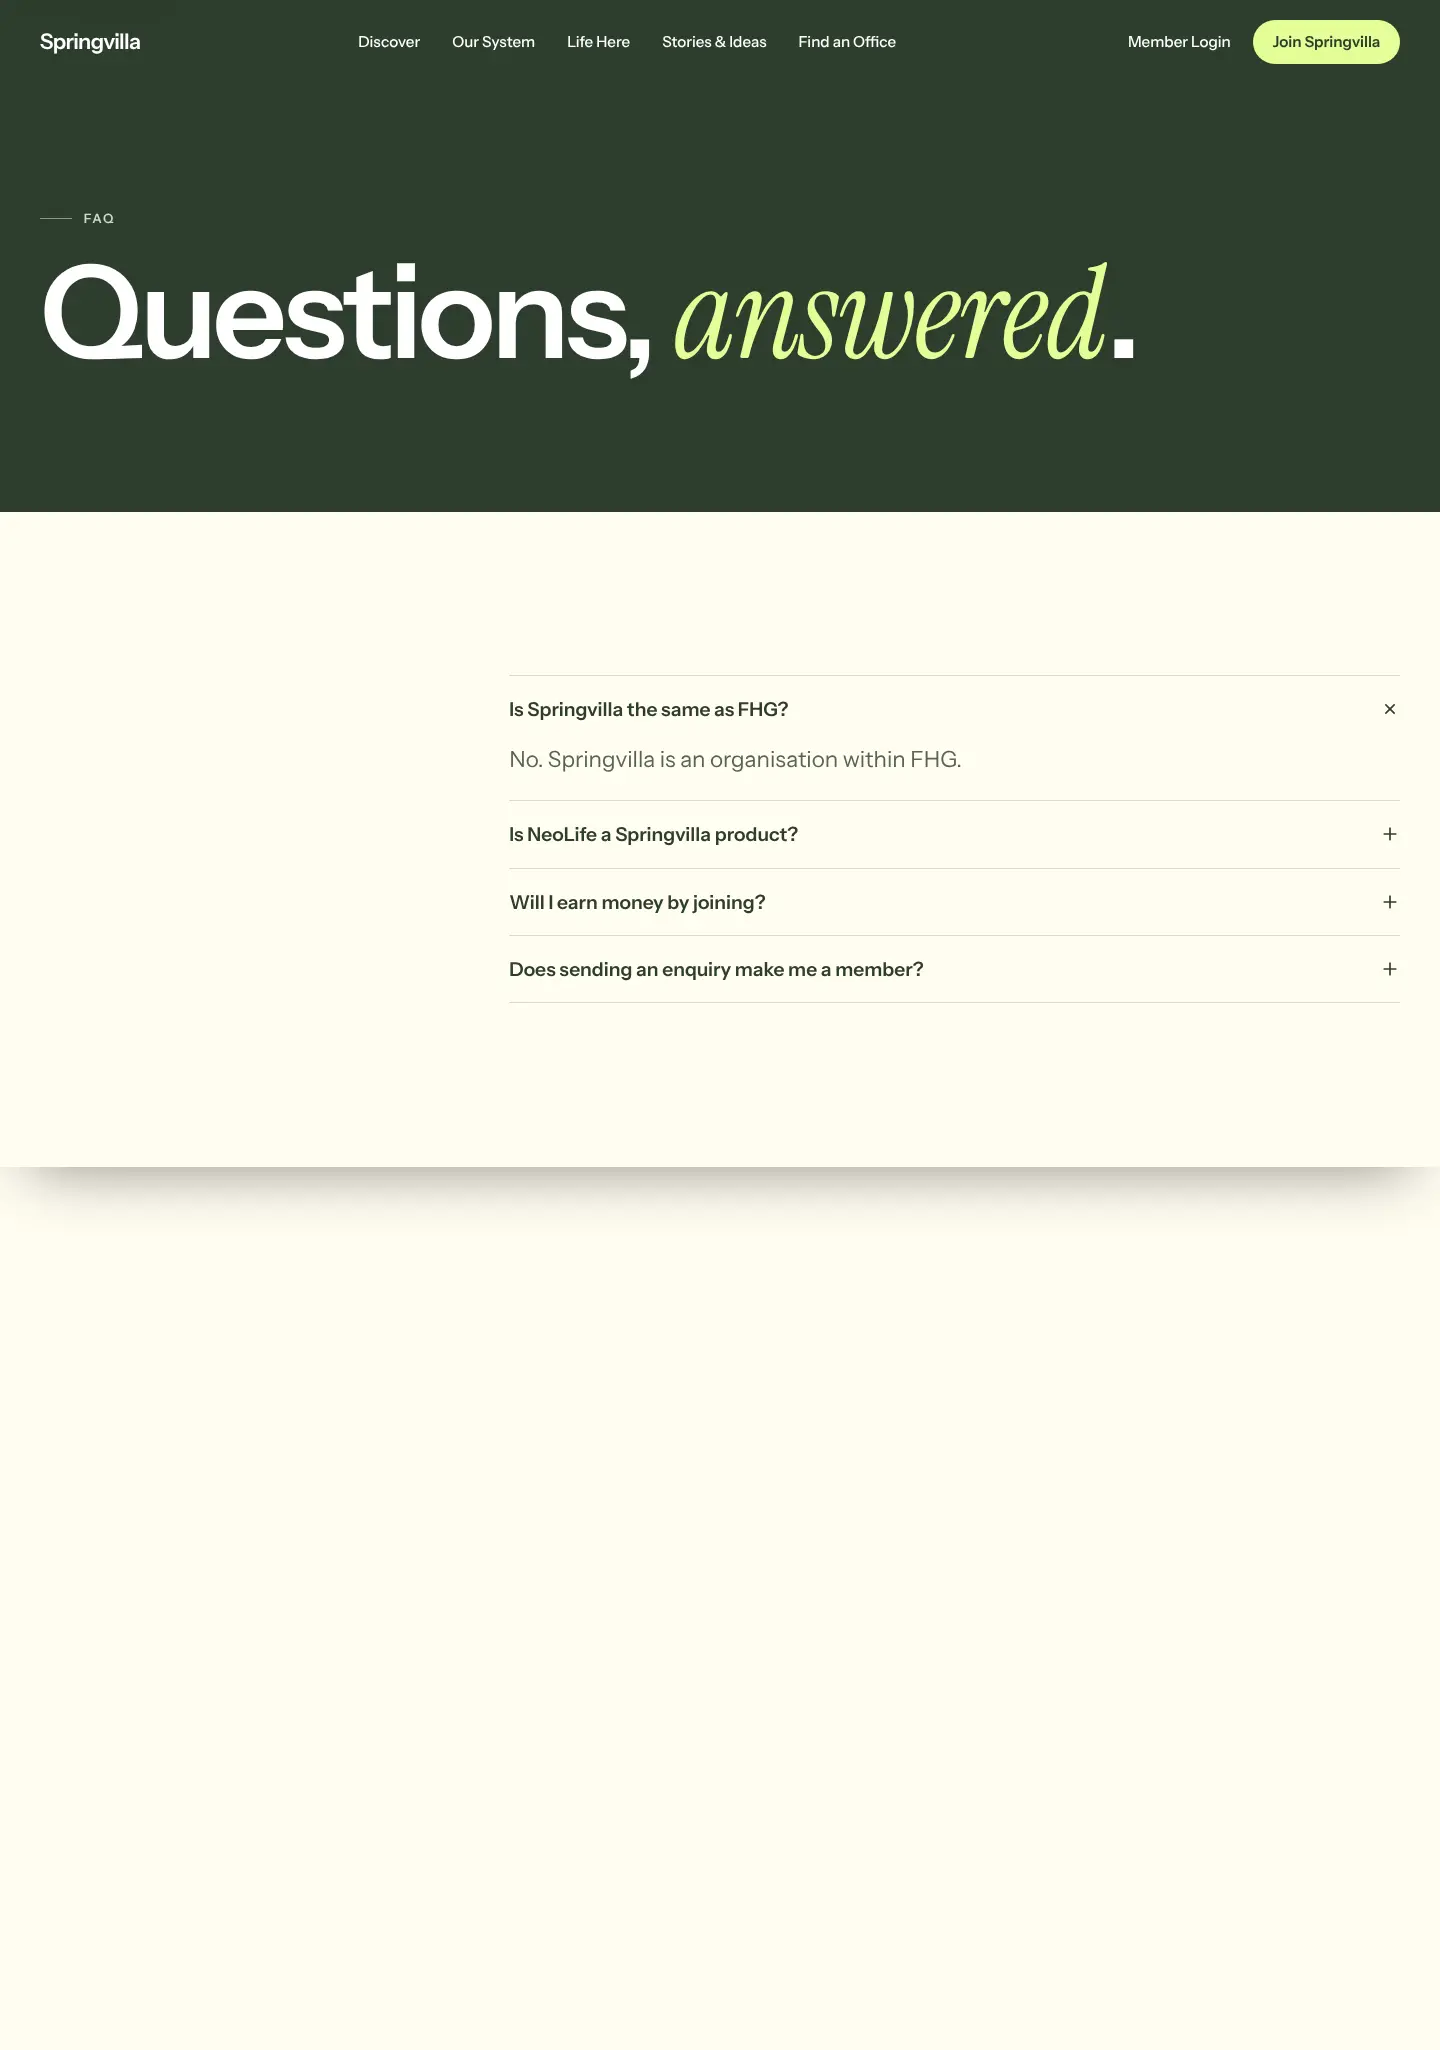 Springvilla
Discover
Our System
Life Here
Stories & Ideas
Find an Office
Member Login
Join Springvilla
FAQ
Questions, answered.
Is Springvilla the same as FHG?
No. Springvilla is an organisation within FHG.
Is NeoLife a Springvilla product?
Will I earn money by joining?
Does sending an enquiry make me a member?